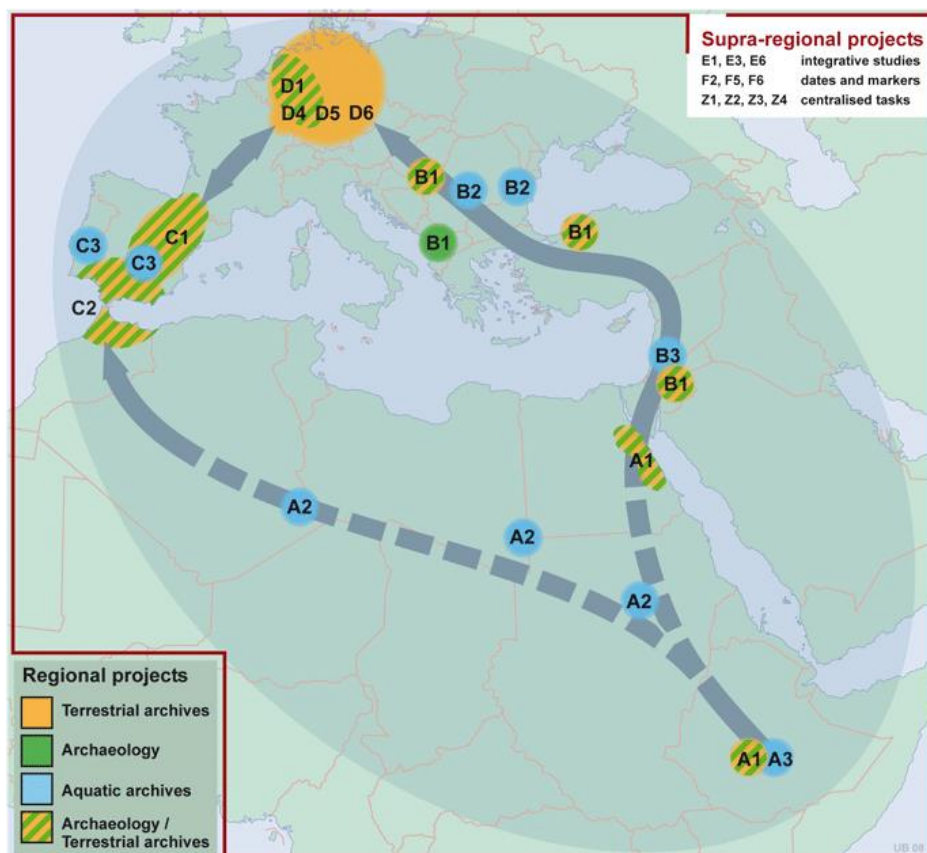 Supra-regional projects
E1, E3, E6 integrative studies
F2, F5, F6 dates and markers
Z1, Z2, Z3, Z4 centralised tasks
D1
D4 D5 D6
B1
B2
B2
C1
B1
B1
C3
C3
C2
B3
B1
A1
A2
A2
A2
A1 A3
Regional projects
Terrestrial archives
Archaeology
Aquatic archives
Archaeology /
Terrestrial archives
UB 08